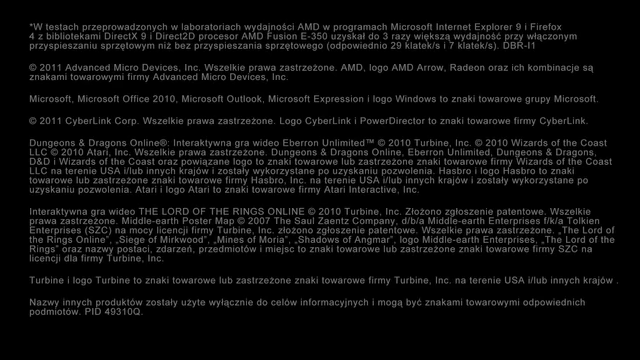 *W testach przeprowadzonych w laboratoriach wydajności AMD w programach Microsoft Internet Explorer 9 i Firefox
4 z bibliotekami DirectX 9 i Direct2D procesor AMD Fusion E-350 uzyskał do 3 razy większą wydajność przy włączonym
przyspieszaniu sprzętowym niż bez przyspieszania sprzętowego (odpowiednio 29 klatek/s i 7 klatek/s). DBR-I1
© 2011 Advanced Micro Devices, Inc. Wszelkie prawa zastrzeżone. AMD, logo AMD Arrow, Radeon oraz ich kombinacje są
znakami towarowymi firmy Advanced Micro Devices, Inc.
Microsoft, Microsoft Office 2010, Microsoft Outlook, Microsoft Expression i logo Windows to znaki towarowe grupy Microsoft.
© 2011 CyberLink Corp. Wszelkie prawa zastrzeżone. Logo CyberLink i PowerDirector to znaki towarowe firmy CyberLink.
Dungeons & Dragons Online®: Interaktywna gra wideo Eberron Unlimited™ © 2010 Turbine, Inc. © 2010 Wizards of the Coast
LLC © 2010 Atari, Inc. Wszelkie prawa zastrzeżone. Dungeons & Dragons Online, Eberron Unlimited, Dungeons & Dragons,
D&D i Wizards of the Coast oraz powiązane logo to znaki towarowe lub zastrzeżone znaki towarowe firmy Wizards of the Coast
LLC na terenie USA i/lub innych krajów i zostały wykorzystane po uzyskaniu pozwolenia. Hasbro i logo Hasbro to znaki
towarowe lub zastrzeżone znaki towarowe firmy Hasbro, Inc. na terenie USA i/lub innych krajów i zostały wykorzystane po
uzyskaniu pozwolenia. Atari i logo Atari to znaki towarowe firmy Atari Interactive, Inc.
Interaktywna gra wideo THE LORD OF THE RINGS ONLINE © 2010 Turbine, Inc. Złożono zgłoszenie patentowe. Wszelkie
prawa zastrzeżone. Middle-earth Poster Map © 2007 The Saul Zaentz Company, d/b/a Middle-earth Enterprises f/k/a Tolkien
Enterprises (SZC) na mocy licencji firmy Turbine, Inc. złożono zgłoszenie patentowe. Wszelkie prawa zastrzeżone. „The Lord of
the Rings Online”, „Siege of Mirkwood”, „Mines of Moria”, „Shadows of Angmar”, logo Middle-earth Enterprises, „The Lord of the
Rings” oraz nazwy postaci, zdarzeń, przedmiotów i miejsc to znaki towarowe lub zastrzeżone znaki towarowe firmy SZC na
licencji dla firmy Turbine, Inc.
Turbine i logo Turbine to znaki towarowe lub zastrzeżone znaki towarowe firmy Turbine, Inc. na terenie USA i/lub innych krajów .
Nazwy innych produktów zostały użyte wyłącznie do celów informacyjnych i mogą być znakami towarowymi odpowiednich
podmiotów. PID 49310Q.